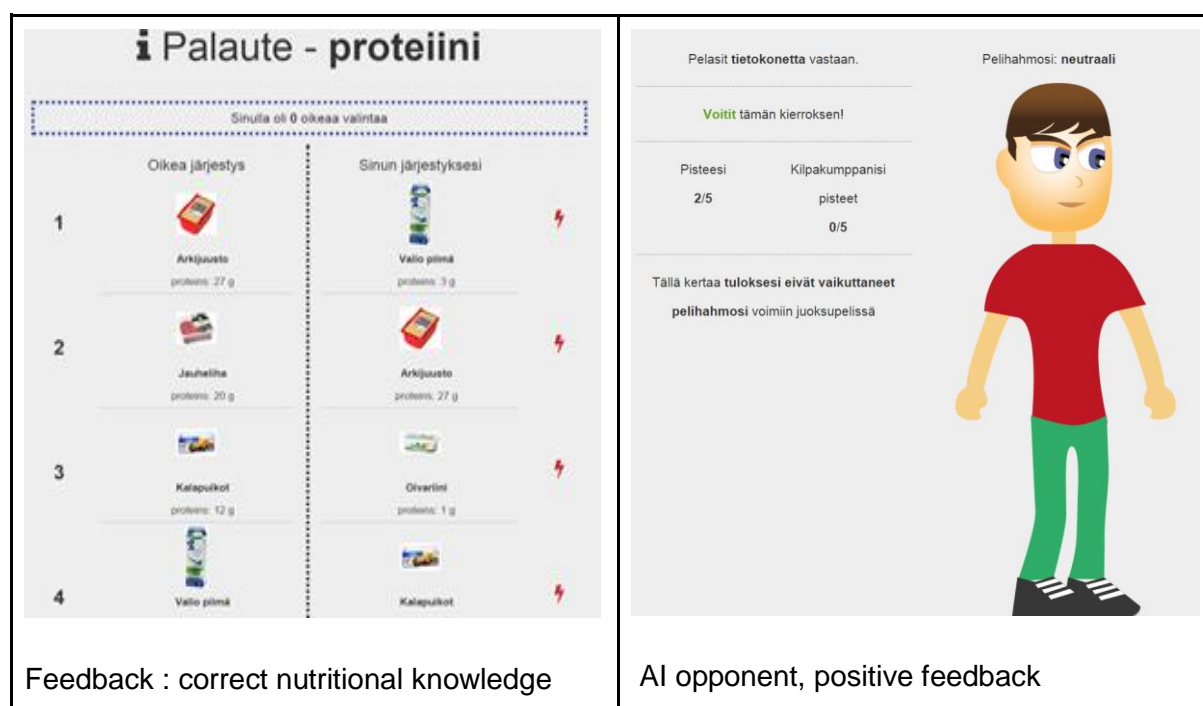 i Palaute - proteiini
Sinulla oli 0 oikeaa valintaa
Oikea järjestys
Sinun järjestyksesi
1
Arkijuusto
proteins: 27 g
Valio piimä
proteins: 3 g
2
Jauheliha
proteins: 20 g
Arkijuusto
proteins: 27 g
3
Kalapuikot
proteins: 12 g
Oivariini
proteins: 1 g
4
Valio piimä
Kalapuikot
Feedback : correct nutritional knowledge
Pelasit tietokonetta vastaan.
Voitit tämän kierroksen!
Pisteesi
2/5
Kilpakumppanisi
pisteet
0/5
Tällä kertaa tuloksesi eivät vaikuttaneet
pelihahmosi voimiin juoksupelissä
Pelihahmosi: neutraali
AI opponent, positive feedback